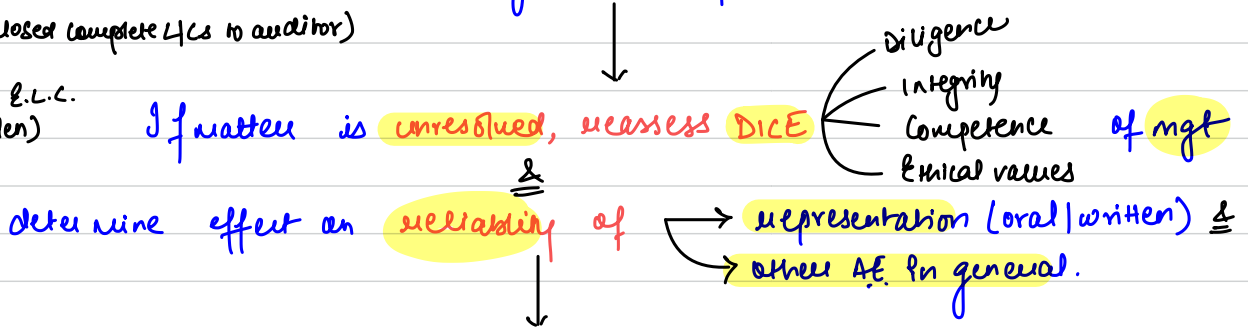 losed complete L/Cs to auditor)
Diligence
Integrity
E.L.C.
If matter is unresolved, reassess DICE
Competence
of mgt
Ethical values
&
determine effect on reliability of
→ representation (oral/written) &
→ other A.E. in general.